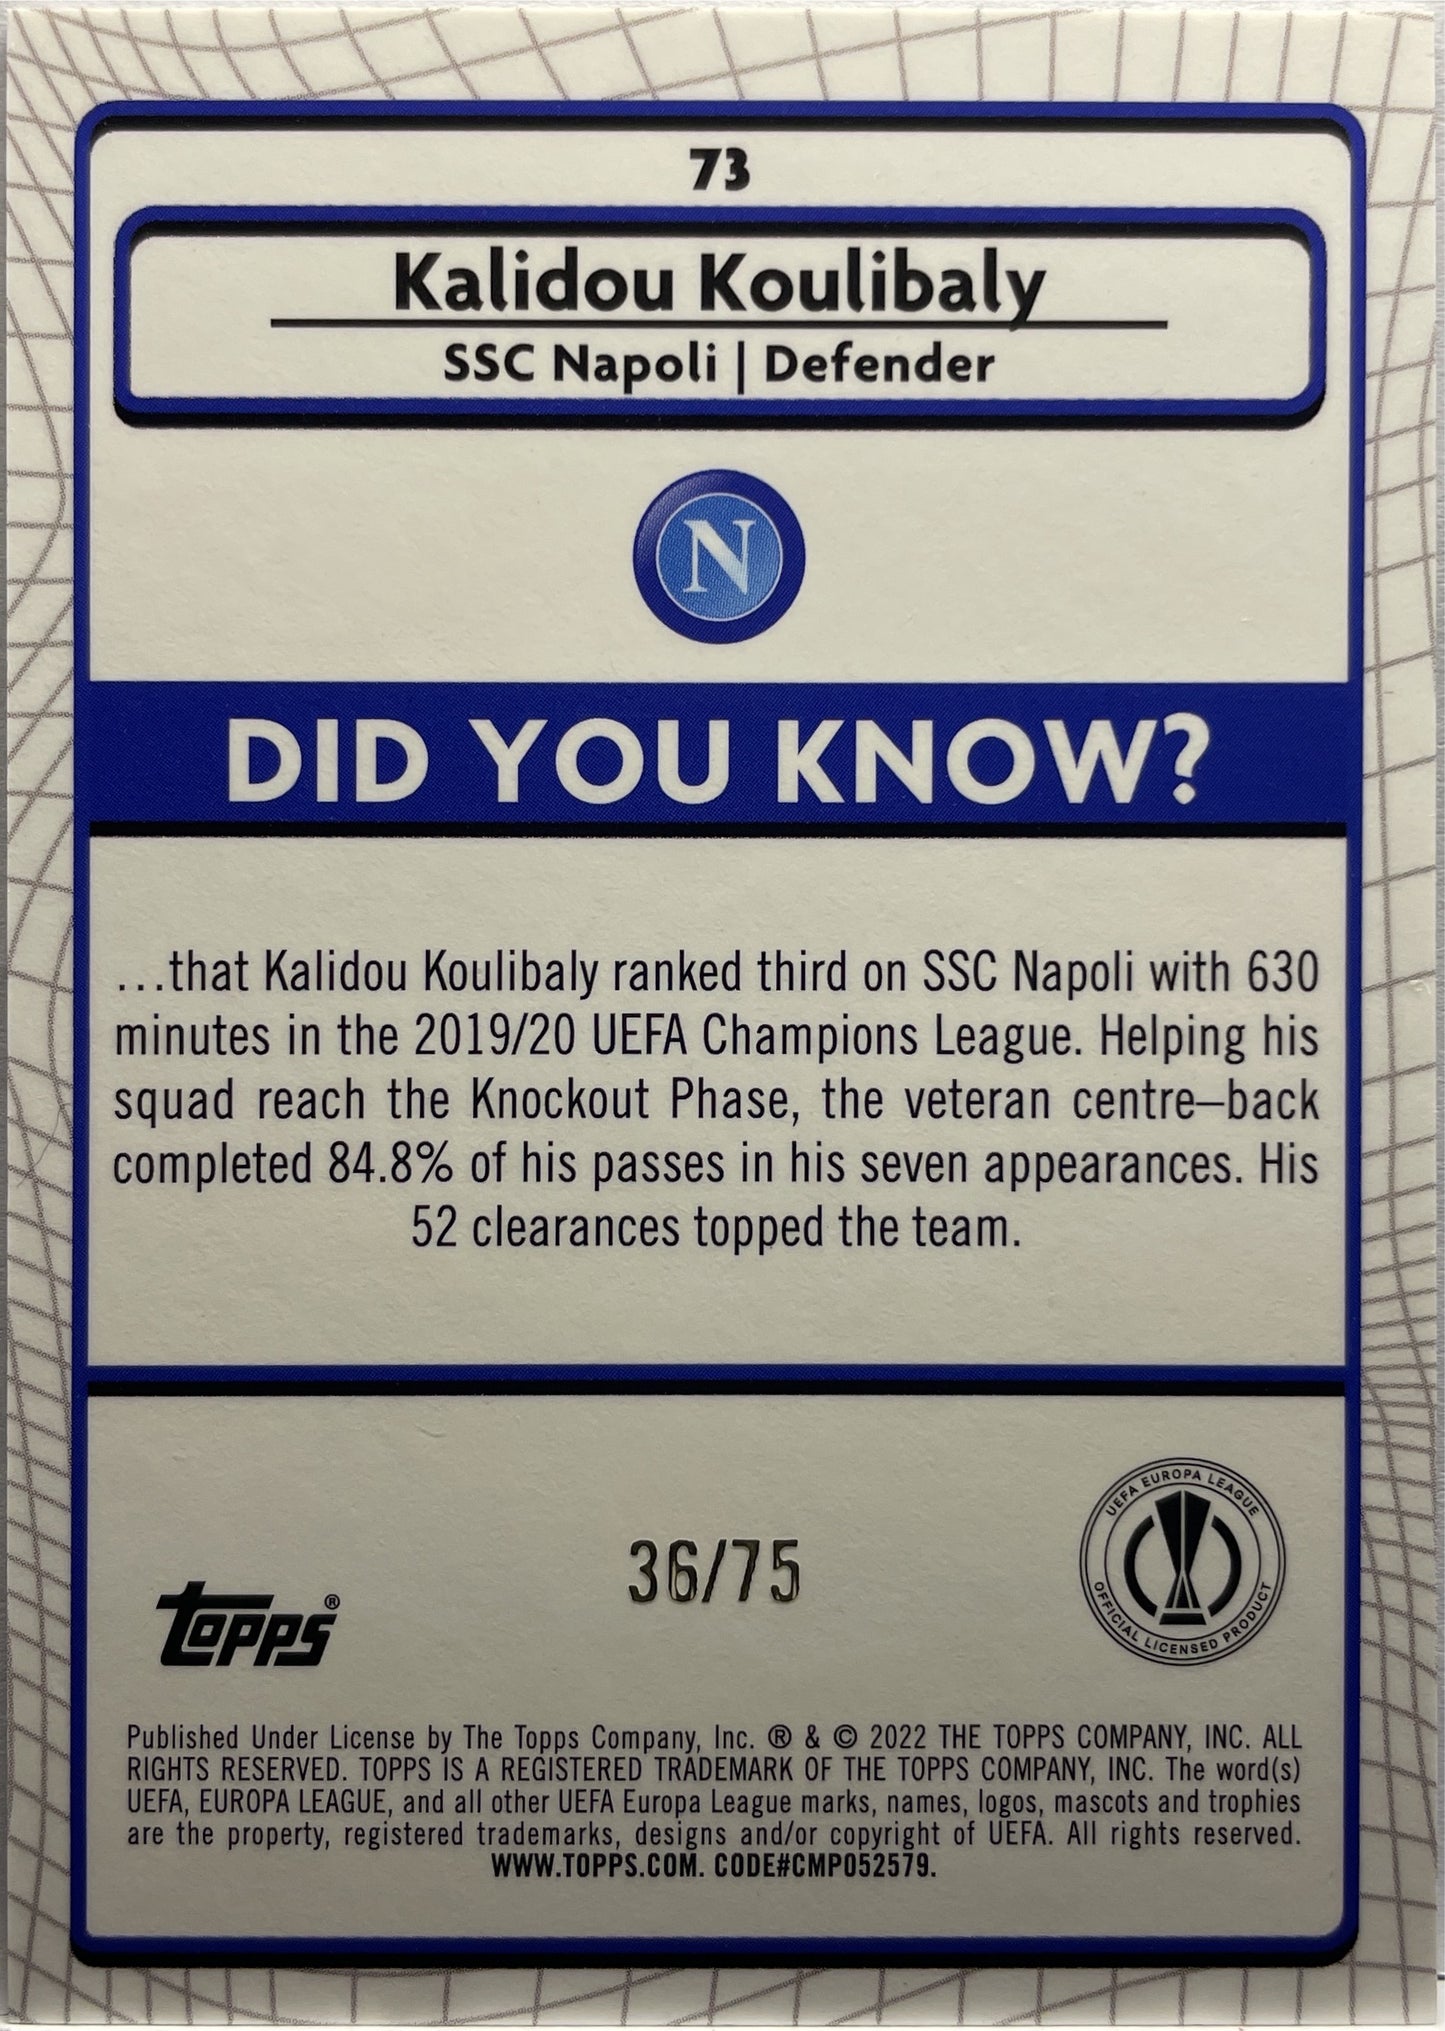 73
Kalidou Koulibaly
SSC Napoli | Defender
N
DID YOU KNOW?
...that Kalidou Koulibaly ranked third on SSC Napoli with 630
minutes in the 2019/20 UEFA Champions League. Helping his
squad reach the Knockout Phase, the veteran centre–back
completed 84.8% of his passes in his seven appearances. His
52 clearances topped the team.
UEFA EUROPA LEAGUE
OFFICIAL LICENSED PRODUCT
36/75
Topps®
Published Under License by The Topps Company, Inc. ® & © 2022 THE TOPPS COMPANY, INC. ALL
RIGHTS RESERVED. TOPPS IS A REGISTERED TRADEMARK OF THE TOPPS COMPANY, INC. The word(s)
UEFA, EUROPA LEAGUE, and all other UEFA Europa League marks, names, logos, mascots and trophies
are the property, registered trademarks, designs and/or copyright of UEFA. All rights reserved.
WWW.TOPPS.COM. CODE#CMP052579.